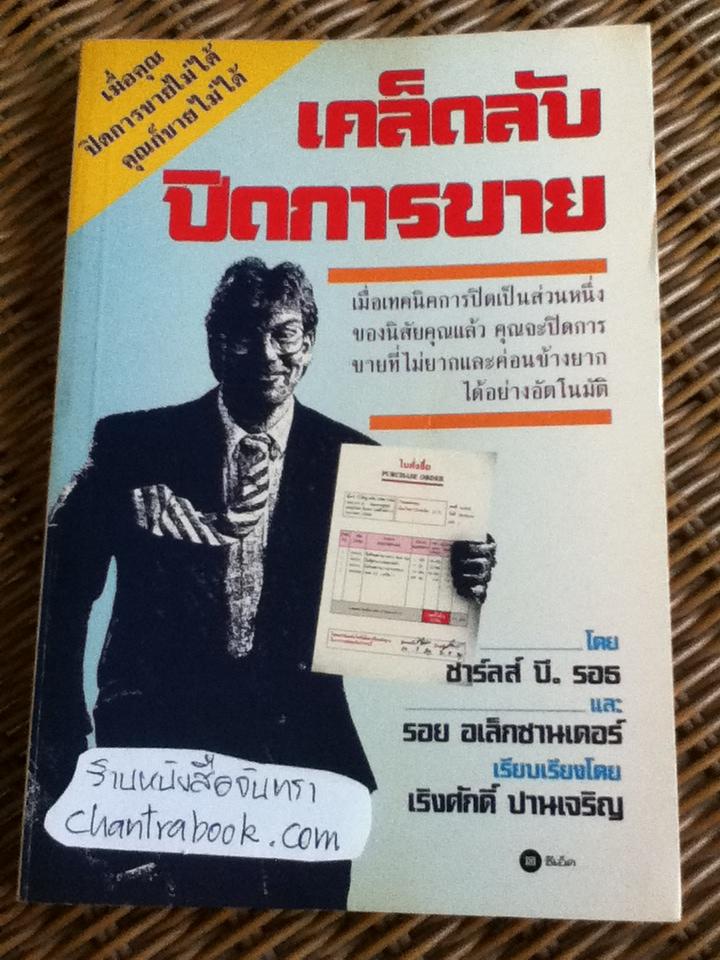 เมื่อคุณ
ปิดการขายไม่ได้
คุณก็ขายไม่ได้
เคล็ดลับ
ปิดการขาย
เมื่อเทคนิคการปิดเป็นส่วนหนึ่ง
ของนิสัยคุณแล้ว คุณจะปิดการ
ขายที่ไม่ยากและค่อนข้างยาก
ได้อย่างอัตโนมัติ
ใบสั่งซื้อ
PURCHASE ORDER
โดย
ชาร์ลส์ บี. รอธ
และ
รอย อเล็กซานเดอร์
เรียบเรียงโดย
เริงศักดิ์ ปานเจริญ
ร้านหนังสือจันทรา
chantrabook.com
ซีเอ็ด